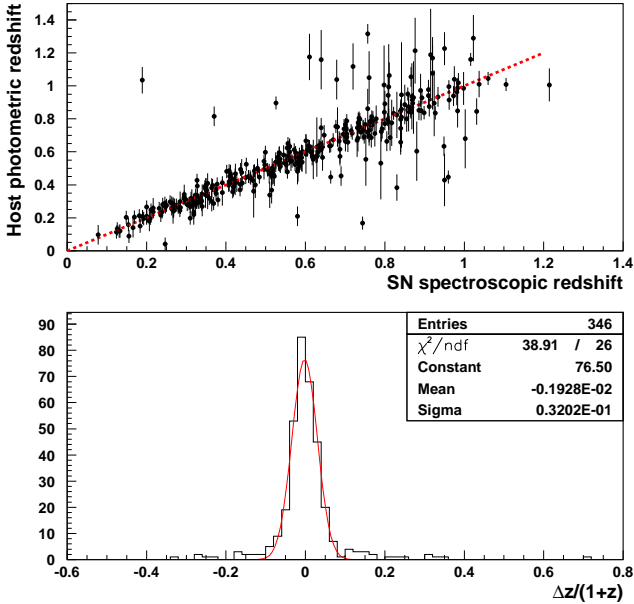 Host photometric redshift
1.4
1.2
1
0.8
0.6
0.4
0.2
0
0 0.2 0.4 0.6 0.8 1 1.2 1.4
SN spectroscopic redshift
90
80
70
60
50
40
30
20
10
0
Entries 346
χ²/ndf 38.91 / 26
Constant 76.50
Mean -0.1928E-02
Sigma 0.3202E-01
-0.6 -0.4 -0.2 0 0.2 0.4 0.6 0.8
Δz/(1+z)